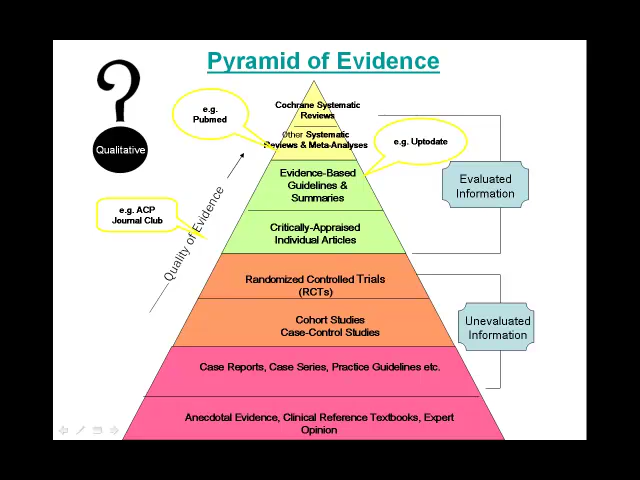 Pyramid of Evidence
Qualitative
e.g.
Pubmed
e.g. Uptodate
e.g. ACP
Journal Club
Quality of Evidence
Cochrane Systematic
Reviews
Other Systematic
Reviews & Meta-Analyses
Evidence-Based
Guidelines &
Summaries
Critically-Appraised
Individual Articles
Evaluated
Information
Randomized Controlled Trials
(RCTs)
Cohort Studies
Case-Control Studies
Unevaluated
Information
Case Reports, Case Series, Practice Guidelines etc.
Anecdotal Evidence, Clinical Reference Textbooks, Expert
Opinion